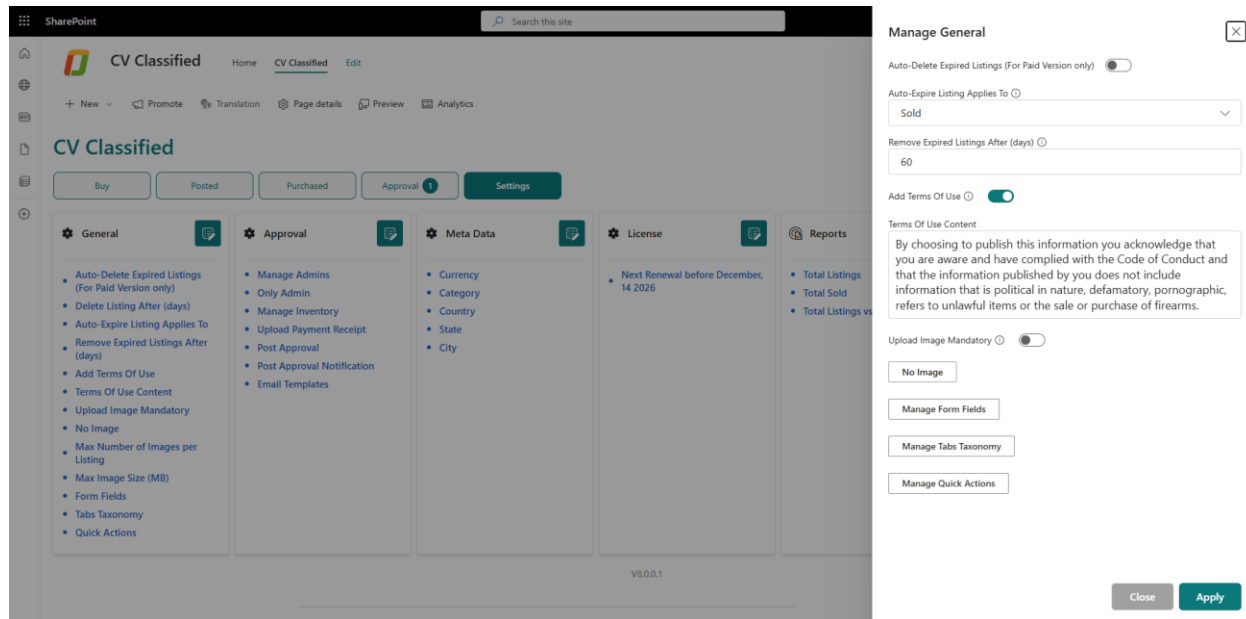 SharePoint
Search this site
CV Classified
Home
CV Classified
Edit
New
Promote
Translation
Page details
Preview
Analytics
CV Classified
Buy
Posted
Purchased
Approval 1
Settings
General
Auto-Delete Expired Listings
(For Paid Version only)
Delete Listing After (days)
Auto-Expire Listing Applies To
Remove Expired Listings After
(days)
Add Terms Of Use
Terms Of Use Content
Upload Image Mandatory
No Image
Max Number of Images per
Listing
Max Image Size (MB)
Form Fields
Tabs Taxonomy
Quick Actions
Approval
Manage Admins
Only Admin
Manage Inventory
Upload Payment Receipt
Post Approval
Post Approval Notification
Email Templates
Meta Data
Currency
Category
Country
State
City
License
Next Renewal before December,
14 2026
Reports
Total Listings
Total Sold
Total Listings vs
V8.0.0.1
Manage General
Auto-Delete Expired Listings (For Paid Version only)
Auto-Expire Listing Applies To
Sold
Remove Expired Listings After (days)
60
Add Terms Of Use
Terms Of Use Content
By choosing to publish this information you acknowledge that
you are aware and have complied with the Code of Conduct and
that the information published by you does not include
information that is political in nature, defamatory, pornographic,
refers to unlawful items or the sale or purchase of firearms.
Upload Image Mandatory
No Image
Manage Form Fields
Manage Tabs Taxonomy
Manage Quick Actions
Close
Apply